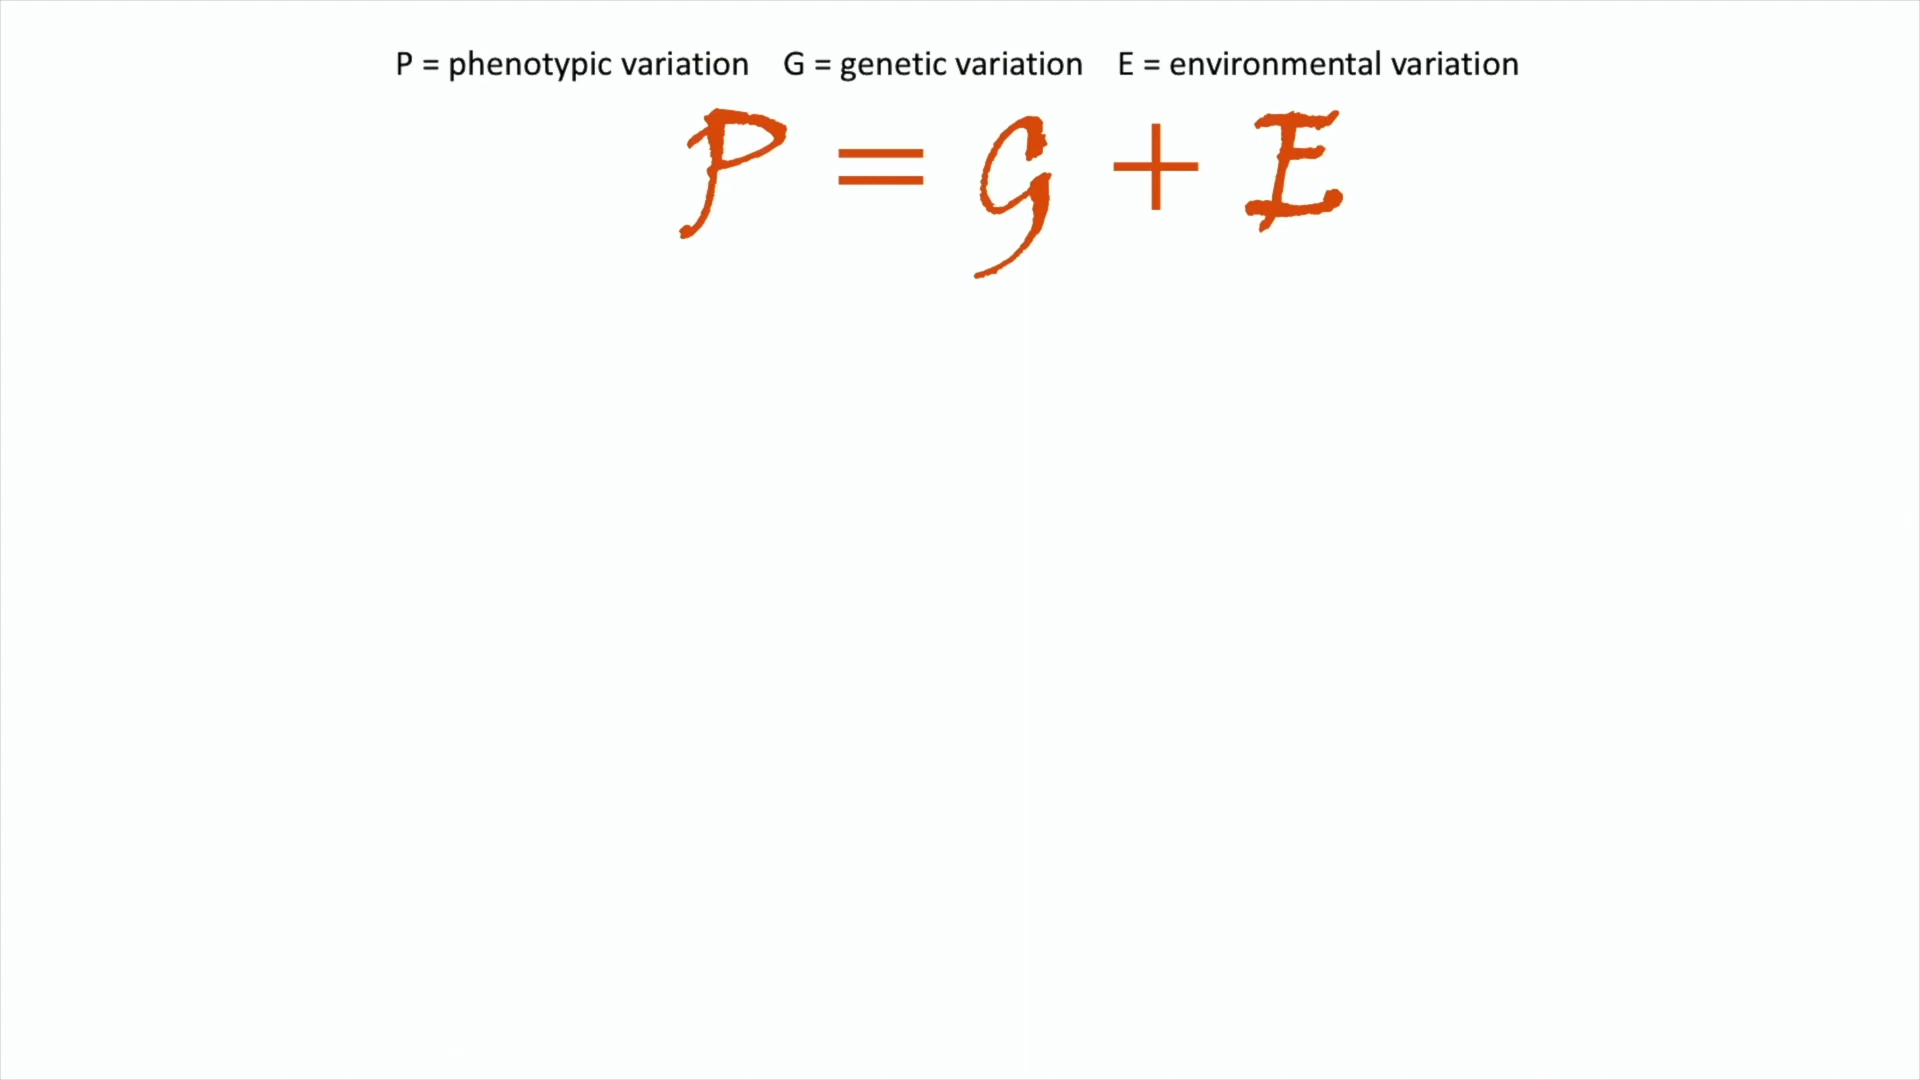 P = phenotypic variation G = genetic variation E = environmental variation
P = G + E